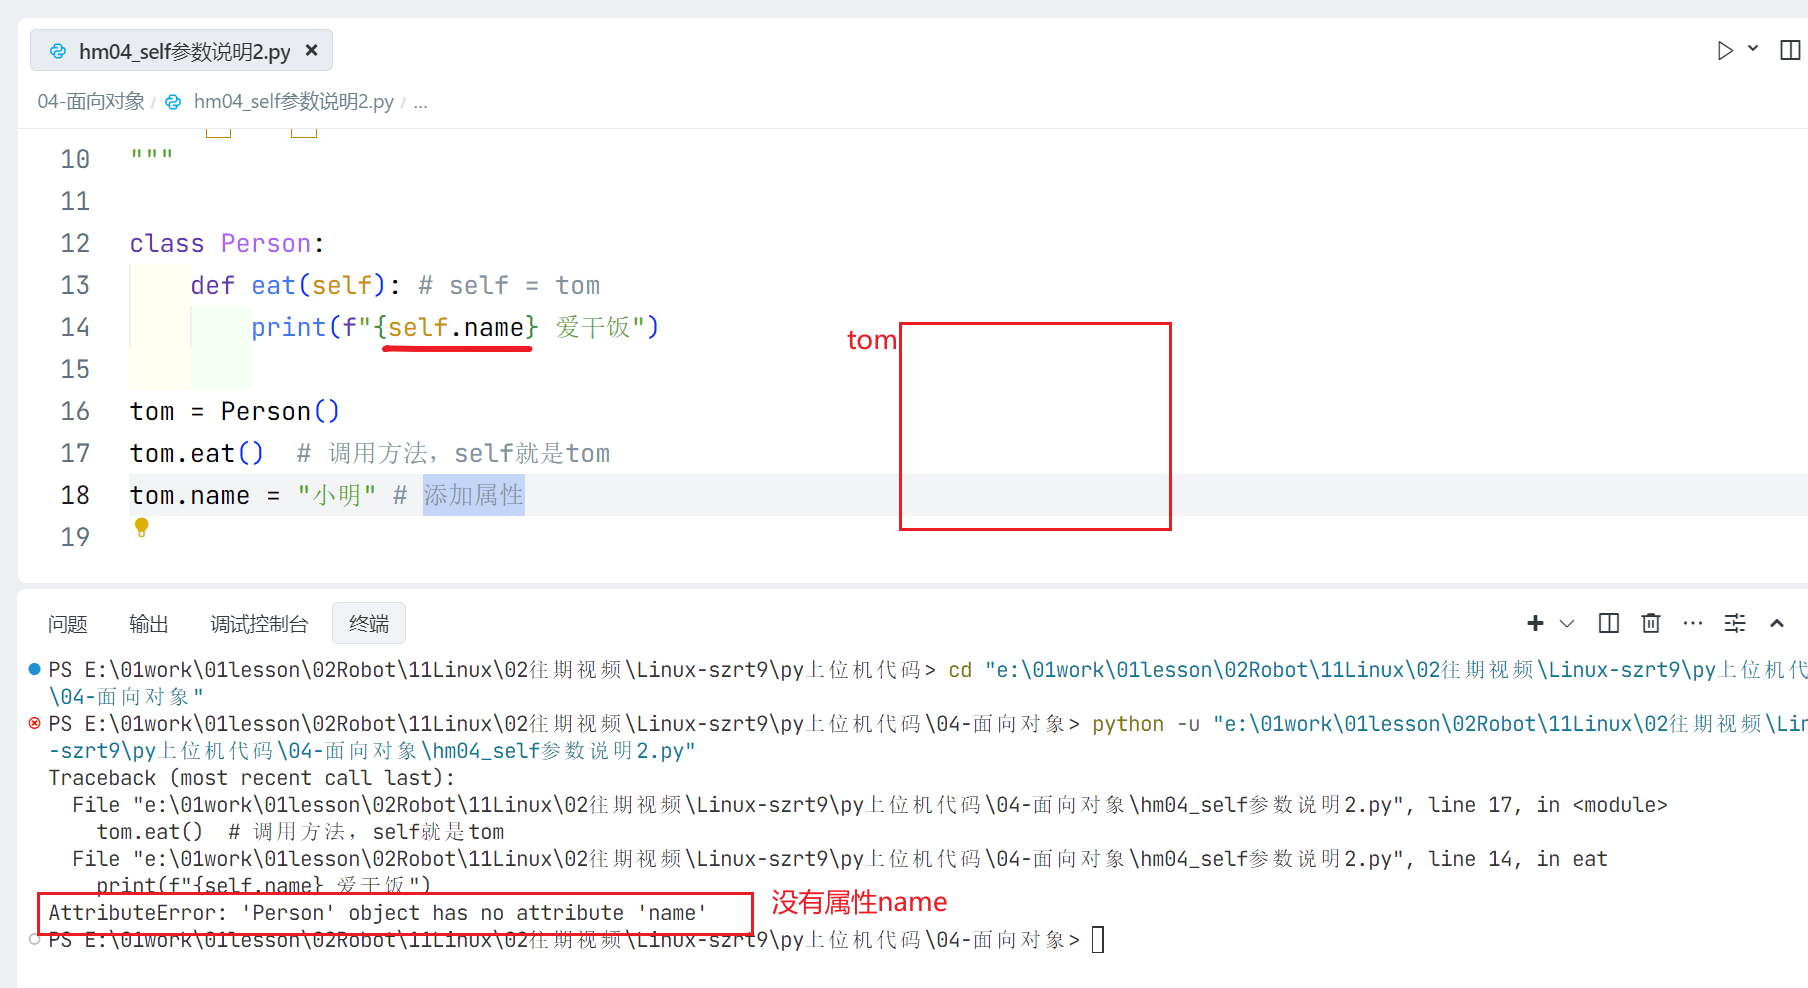 hm04_self参数说明2.py ×
04-面向对象 / hm04_self参数说明2.py / ...
10 """
11
12 class Person:
13 def eat(self): # self = tom
14 print(f"{self.name} 爱干饭")
tom
15
16 tom = Person()
17 tom.eat() # 调用方法，self就是tom
18 tom.name = "小明" # 添加属性
19
问题 输出 调试控制台 终端
PS E:\01work\01lesson\02Robot\11Linux\02往期视频\Linux-szrt9\py上位机代码> cd "e:\01work\01lesson\02Robot\11Linux\02往期视频\Linux-szrt9\py上位机代
\04-面向对象"
PS E:\01work\01lesson\02Robot\11Linux\02往期视频\Linux-szrt9\py上位机代码\04-面向对象> python -u "e:\01work\01lesson\02Robot\11Linux\02往期视频\Lin
-szrt9\py上位机代码\04-面向对象\hm04_self参数说明2.py"
Traceback (most recent call last):
File "e:\01work\01lesson\02Robot\11Linux\02往期视频\Linux-szrt9\py上位机代码\04-面向对象\hm04_self参数说明2.py", line 17, in <module>
tom.eat() # 调用方法，self就是tom
File "e:\01work\01lesson\02Robot\11Linux\02往期视频\Linux-szrt9\py上位机代码\04-面向对象\hm04_self参数说明2.py", line 14, in eat
print(f"{self.name} 爱干饭")
AttributeError: 'Person' object has no attribute 'name'
没有属性name
PS E:\01work\01lesson\02Robot\11Linux\02往期视频\Linux-szrt9\py上位机代码\04-面向对象>